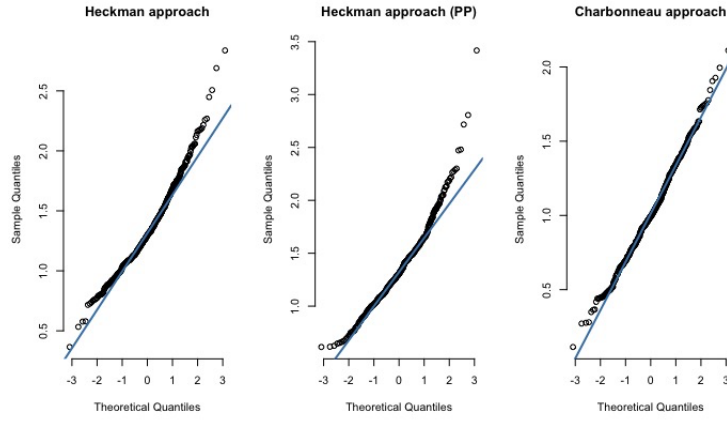 Heckman approach
Sample Quantiles
2.5
2.0
1.5
1.0
0.5
-3 -2 -1 0 1 2 3
Theoretical Quantiles
Heckman approach (PP)
Sample Quantiles
3.5
3.0
2.5
2.0
1.5
1.0
-3 -2 -1 0 1 2 3
Theoretical Quantiles
Charbonneau approach
Sample Quantiles
2.0
1.5
1.0
0.5
-3 -2 -1 0 1 2 3
Theoretical Quantiles